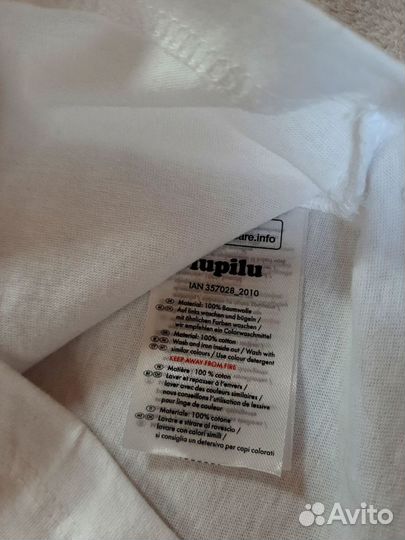 are.info
lupilu
IAN 357028_2010
Material: 100% Baumwolle
Auf links waschen und bügeln /
mit ähnlichen Farben waschen /
wir empfehlen ein Colorwaschmittel
Material: 100% cotton
Wash and iron inside out / Wash with
similar colours / Use colour detergent
KEEP AWAY FROM FIRE
Matière: 100 % coton
Laver et repasser à l'envers /
laver avec des couleurs similaires /
nous conseillons l'utilisation de lessive
pour linge de couleur
Materiale: 100% cotone
Lavare e stirare al rovescio /
lavare con colori simili /
si consiglia un detersivo per capi colorati
Avito